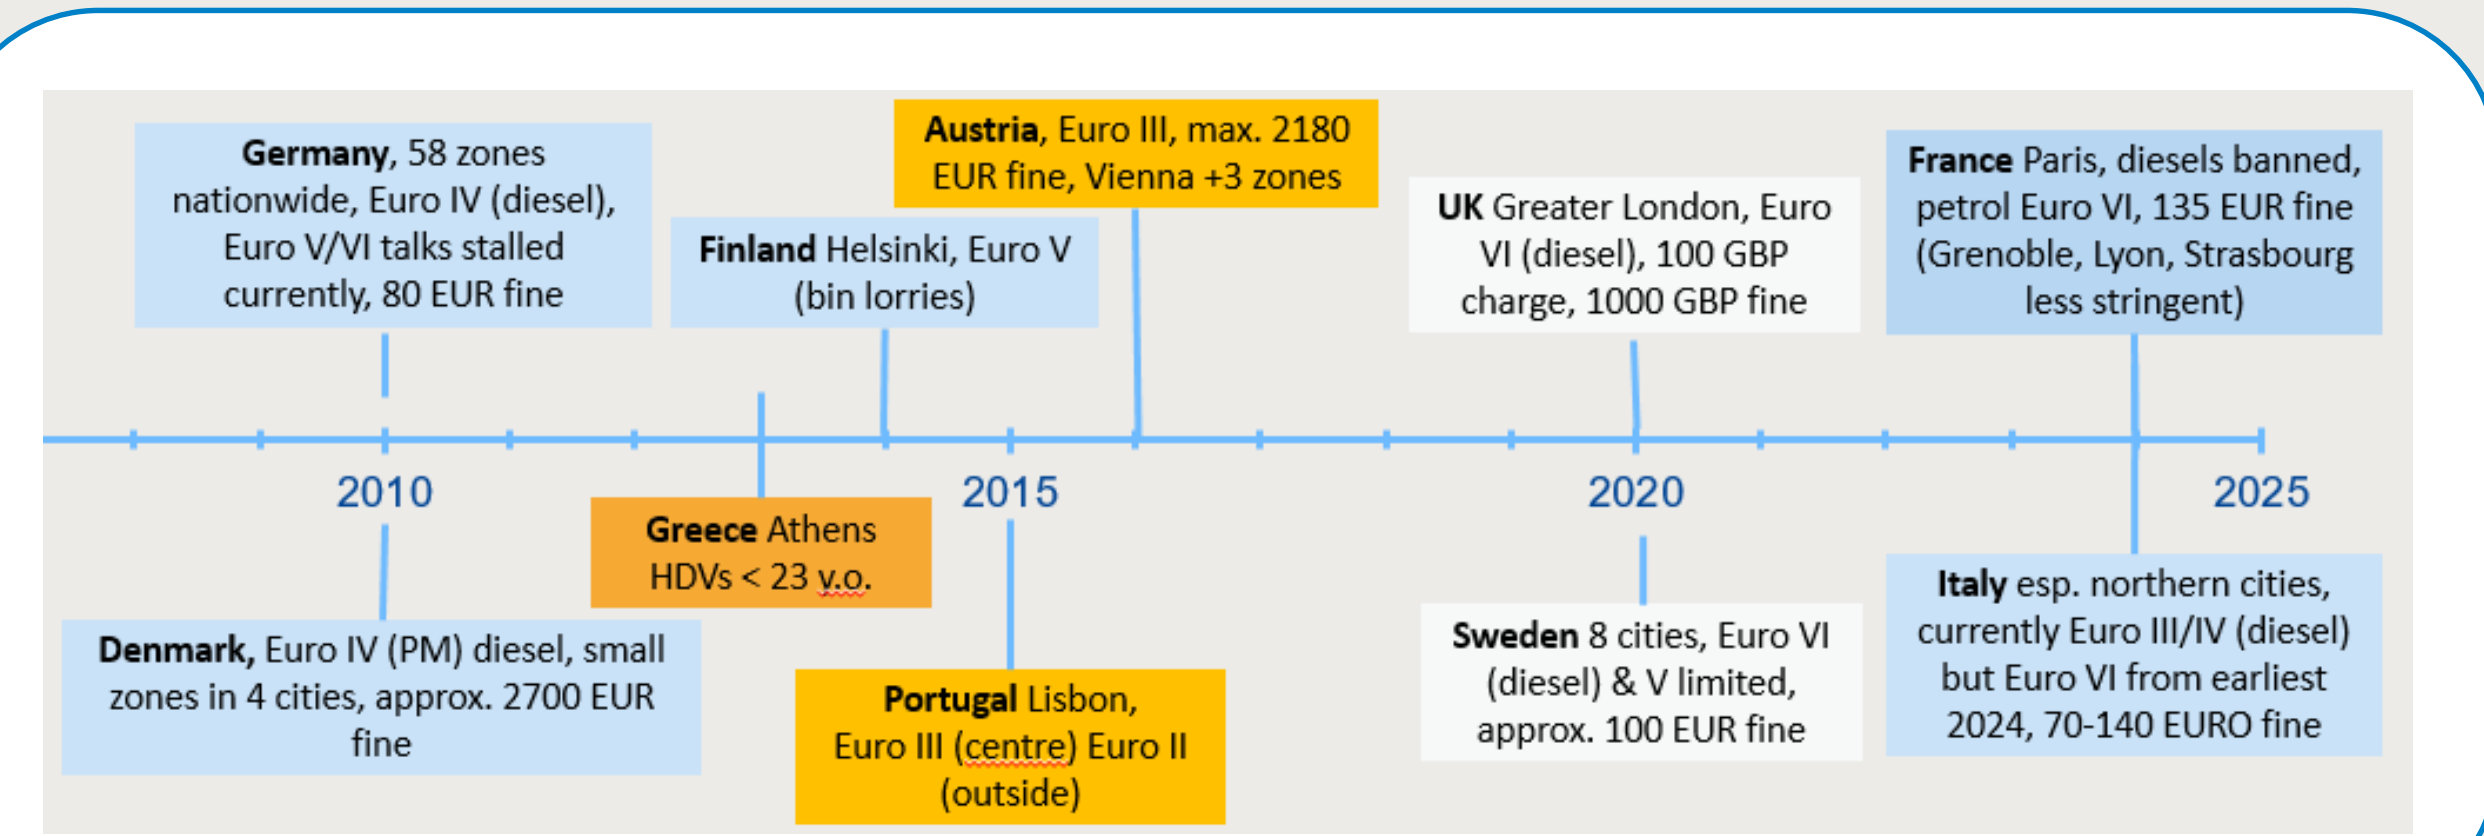 Germany, 58 zones
nationwide, Euro IV (diesel),
Euro V/VI talks stalled
currently, 80 EUR fine
Finland Helsinki, Euro V
(bin lorries)
Austria, Euro III, max. 2180
EUR fine, Vienna +3 zones
UK Greater London, Euro
VI (diesel), 100 GBP
charge, 1000 GBP fine
France Paris, diesels banned,
petrol Euro VI, 135 EUR fine
(Grenoble, Lyon, Strasbourg
less stringent)
2010
2015
2020
2025
Denmark, Euro IV (PM) diesel, small
zones in 4 cities, approx. 2700 EUR
fine
Greece Athens
HDVs < 23 y.o.
Portugal Lisbon,
Euro III (centre) Euro II
(outside)
Sweden 8 cities, Euro VI
(diesel) & V limited,
approx. 100 EUR fine
Italy esp. northern cities,
currently Euro III/IV (diesel)
but Euro VI from earliest
2024, 70-140 EURO fine